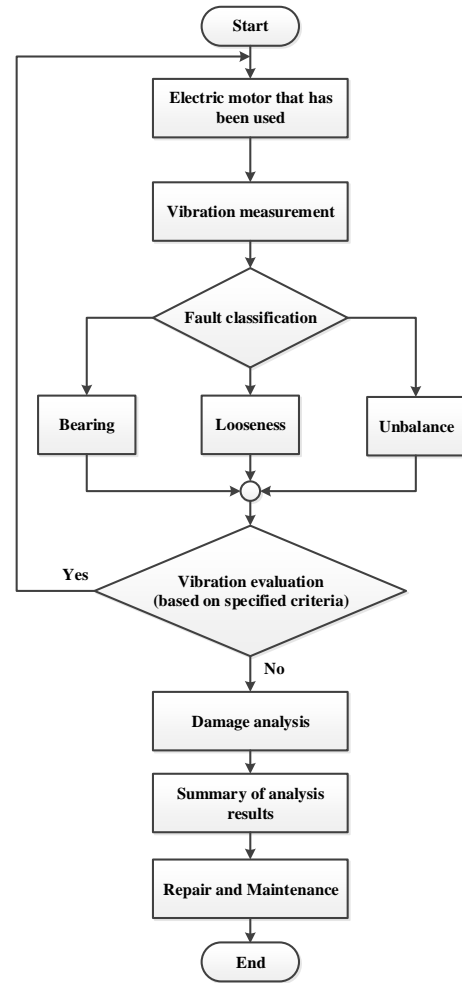 Start
Electric motor that has
been used
Vibration measurement
Fault classification
Bearing
Looseness
Unbalance
Yes
Vibration evaluation
(based on specified criteria)
No
Damage analysis
Summary of analysis
results
Repair and Maintenance
End